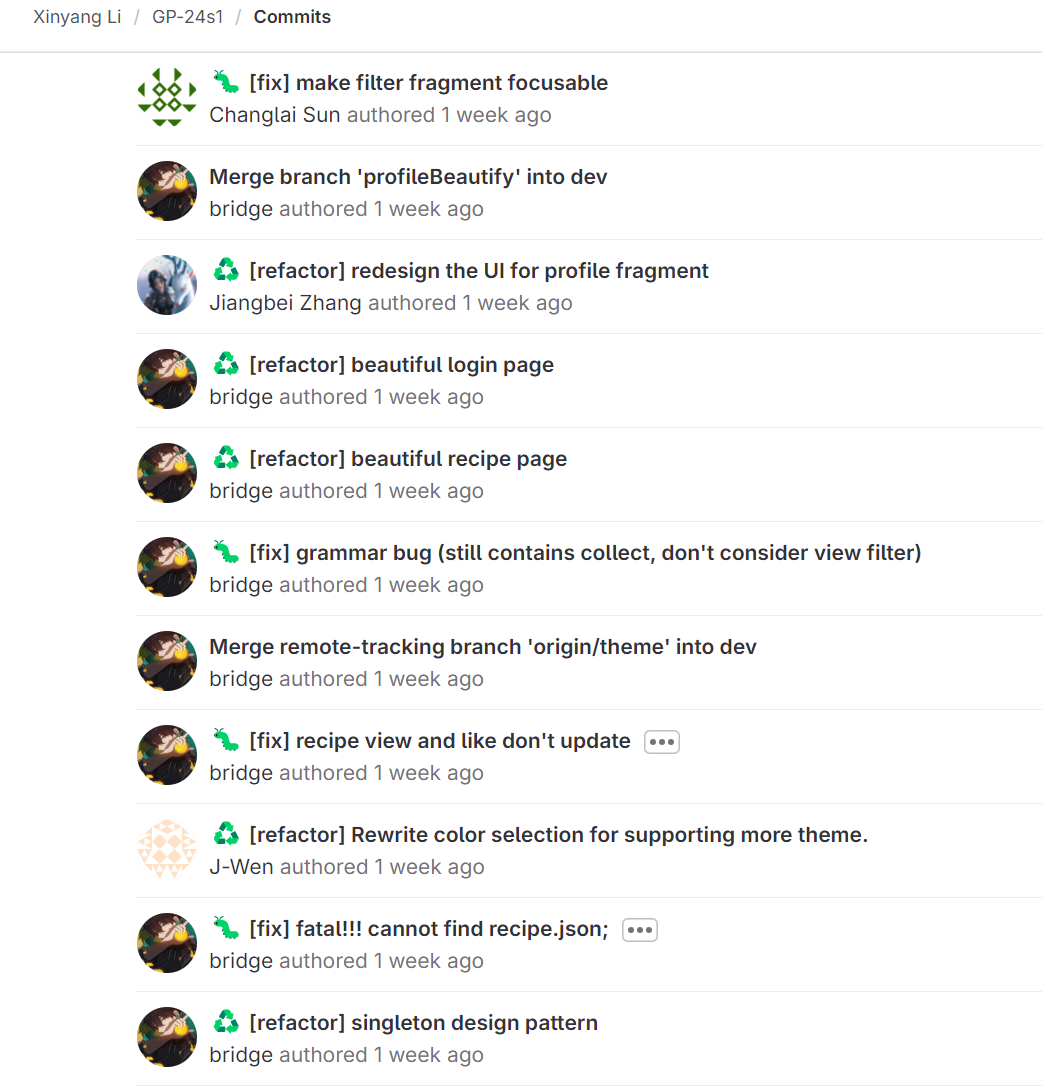 Xinyang Li / GP-24s1 / Commits
🐛 [fix] make filter fragment focusable
Changlai Sun authored 1 week ago
Merge branch 'profileBeautify' into dev
bridge authored 1 week ago
♻️ [refactor] redesign the UI for profile fragment
Jiangbei Zhang authored 1 week ago
♻️ [refactor] beautiful login page
bridge authored 1 week ago
♻️ [refactor] beautiful recipe page
bridge authored 1 week ago
🐛 [fix] grammar bug (still contains collect, don't consider view filter)
bridge authored 1 week ago
Merge remote-tracking branch 'origin/theme' into dev
bridge authored 1 week ago
🐛 [fix] recipe view and like don't update
bridge authored 1 week ago
♻️ [refactor] Rewrite color selection for supporting more theme.
J-Wen authored 1 week ago
🐛 [fix] fatal!!! cannot find recipe.json;
bridge authored 1 week ago
♻️ [refactor] singleton design pattern
bridge authored 1 week ago